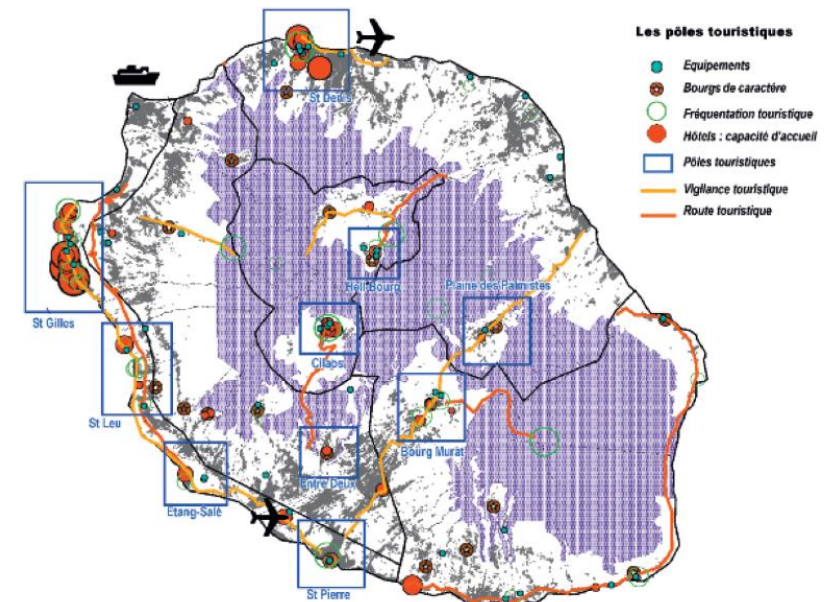 Les pôles touristiques
Equipements
Bourgs de caractère
Fréquentation touristique
Hôtels : capacité d'accueil
Pôles touristiques
Vigilance touristique
Route touristique
St Denis
Hell-Bourg
Plaine des Palmistes
St Gilles
Cilaos
St Leu
Bourg Murat
Entre Deux
Etang-Salé
St Pierre